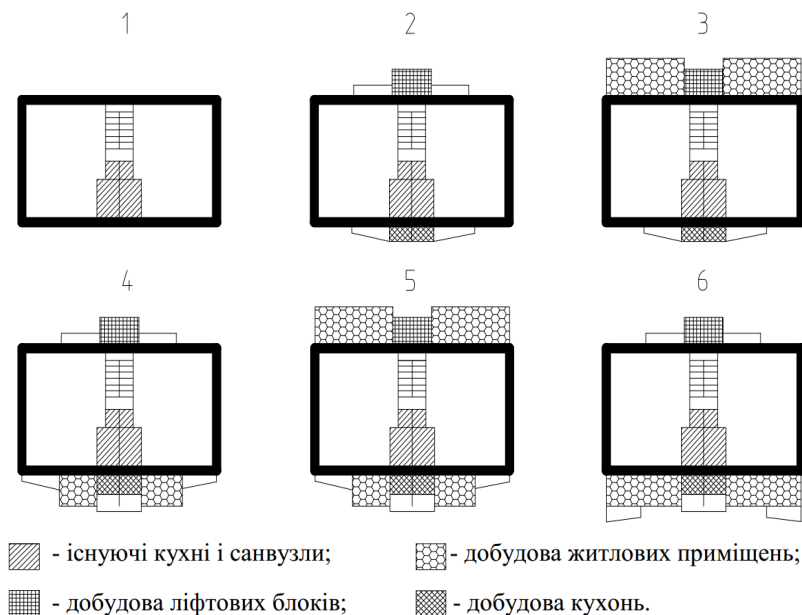 1 2 3
4 5 6
- існуючі кухні і санвузли; - добудова житлових приміщень;
- добудова ліфтових блоків; - добудова кухонь.